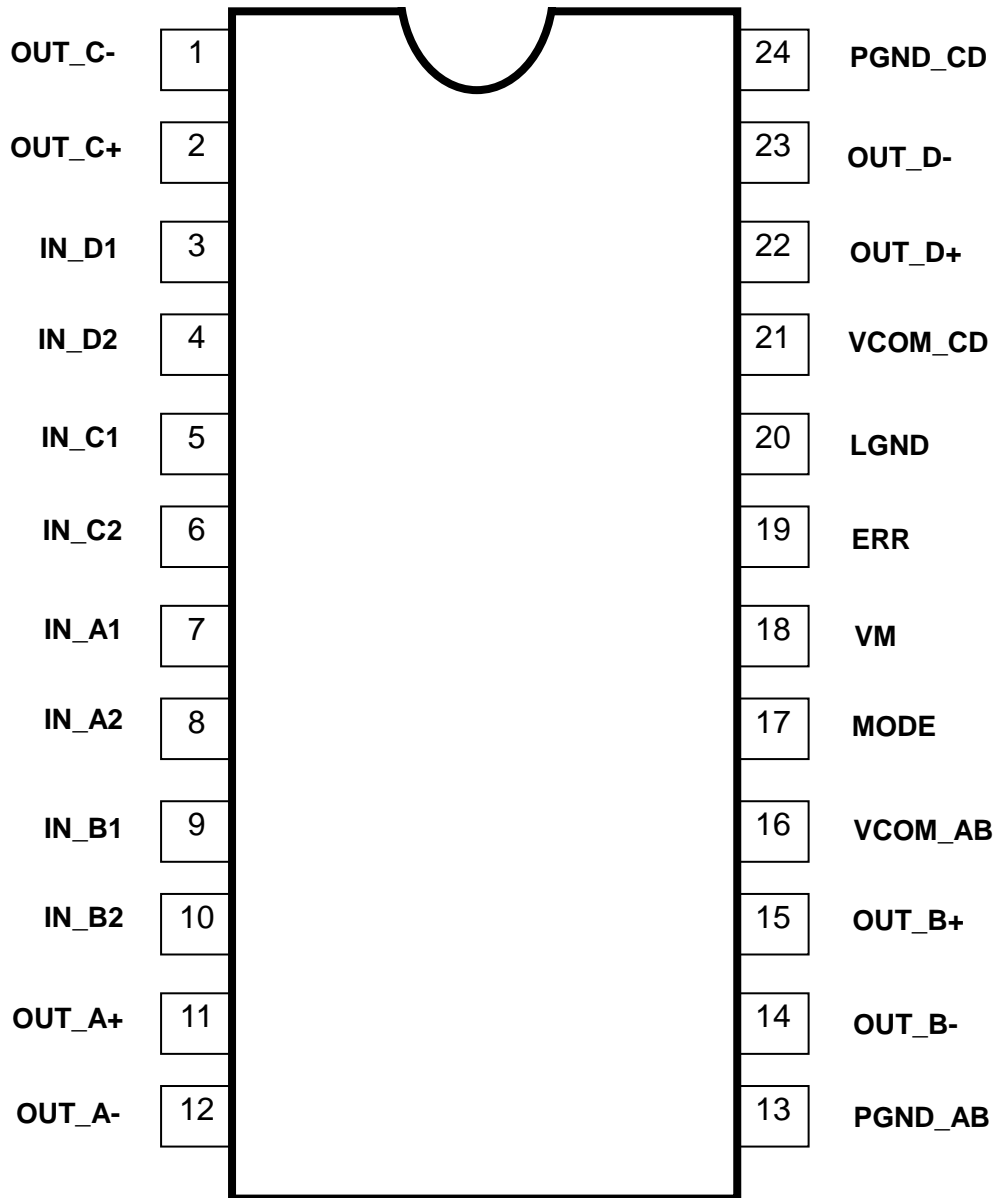 OUT_C- 1 24 PGND_CD
OUT_C+ 2 23 OUT_D-
IN_D1 3 22 OUT_D+
IN_D2 4 21 VCOM_CD
IN_C1 5 20 LGND
IN_C2 6 19 ERR
IN_A1 7 18 VM
IN_A2 8 17 MODE
IN_B1 9 16 VCOM_AB
IN_B2 10 15 OUT_B+
OUT_A+ 11 14 OUT_B-
OUT_A- 12 13 PGND_AB